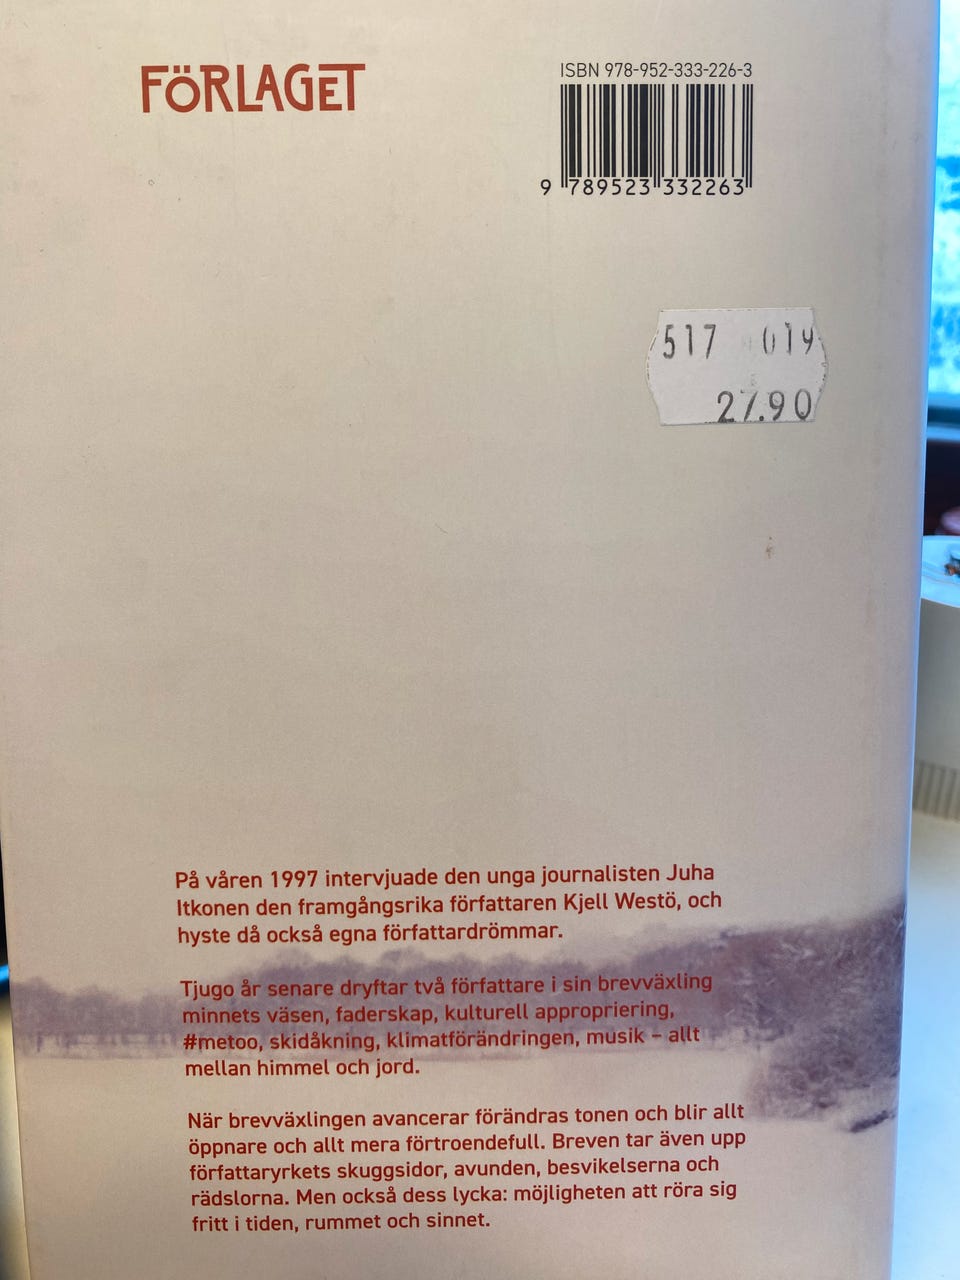 FÖRLAGET
ISBN 978-952-333-226-3
9 789523 332263
517 019
27.90
På våren 1997 intervjuade den unga journalisten Juha
Itkonen den framgångsrika författaren Kjell Westö, och
hyste då också egna författardrömmar.
Tjugo år senare dryftar två författare i sin brevväxling
minnets väsen, faderskap, kulturell appropriering,
#metoo, skidåkning, klimatförändringen, musik – allt
mellan himmel och jord.
När brevväxlingen avancerar förändras tonen och blir allt
öppnare och allt mera förtroendefull. Breven tar även upp
författaryrkets skuggsidor, avunden, besvikelserna och
rädslorna. Men också dess lycka: möjligheten att röra sig
fritt i tiden, rummet och sinnet.